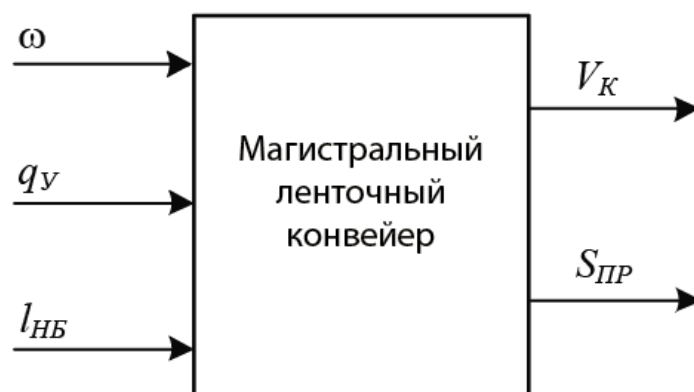 ω
q_У
l_НБ
Магистральный
ленточный
конвейер
V_К
S_ПР